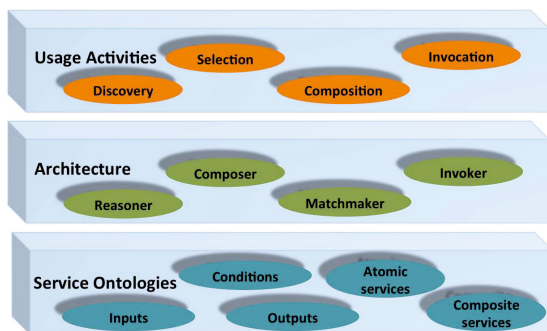 Usage Activities
Selection
Invocation
Discovery
Composition
Architecture
Composer
Invoker
Reasoner
Matchmaker
Service Ontologies
Conditions
Atomic
services
Inputs
Outputs
Composite
services